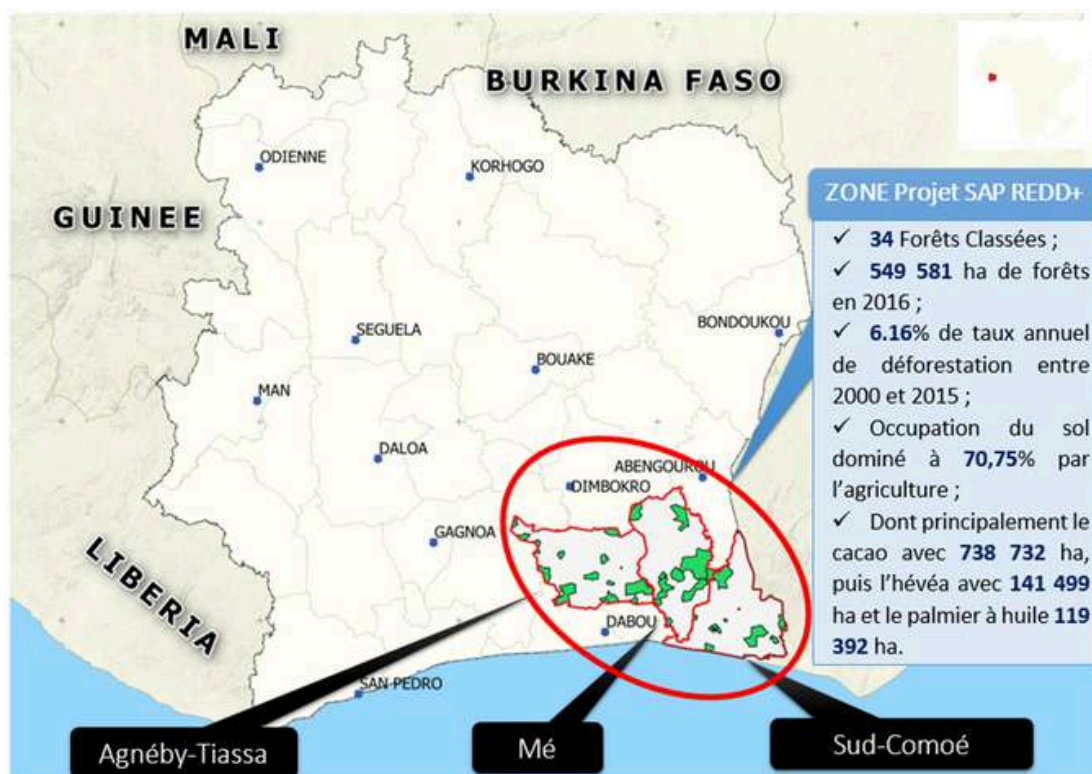 MALI
BURKINA FASO
ODIENNE
KORHOGO
GUINEE
ZONE Projet SAP REDD+
✓ 34 Forêts Classées ;
✓ 549 581 ha de forêts
en 2016 ;
✓ 6.16% de taux annuel
de déforestation entre
2000 et 2015 ;
✓ Occupation du sol
dominé à 70,75% par
l’agriculture ;
✓ Dont principalement le
cacao avec 738 732 ha,
puis l’hévéa avec 141 499
ha et le palmier à huile 119
392 ha.
SEGUELA
BONDOUKOU
BOUAKE
MAN
DALOA
ABENGOUROU
DIMBOKRO
GAGNOA
LIBERIA
DABOU
SAN PEDRO
Agnéby-Tiassa
Mé
Sud-Comoé